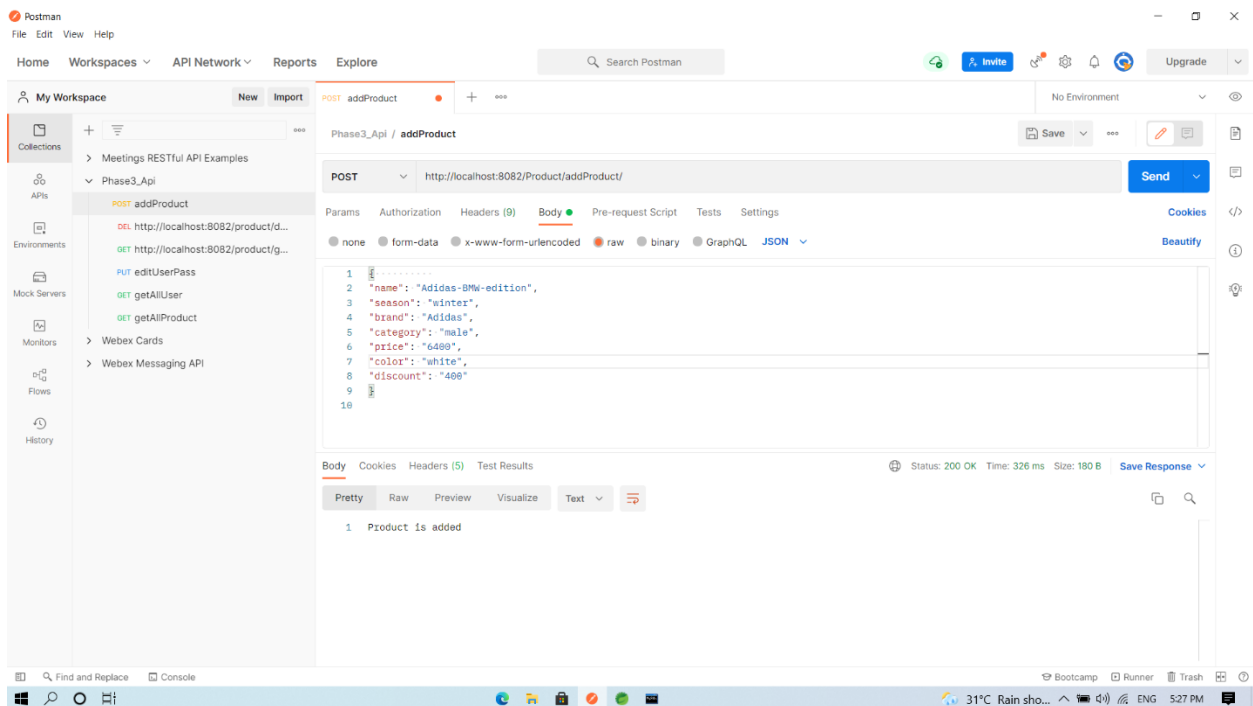 Postman
File Edit View Help
Home Workspaces API Network Reports Explore Search Postman Invite Upgrade
My Workspace New Import POST addProduct No Environment
Collections
APIs
Environments
Mock Servers
Monitors
Flows
History
Meetings RESTful API Examples
Phase3_Api
POST addProduct
DEL http://localhost:8082/product/d...
GET http://localhost:8082/product/g...
PUT editUserPass
GET getAllUser
GET getAllProduct
Webex Cards
Webex Messaging API
Phase3_Api / addProduct Save
POST http://localhost:8082/Product/addProduct/ Send
Params Authorization Headers (9) Body Pre-request Script Tests Settings Cookies
none form-data x-www-form-urlencoded raw binary GraphQL JSON Beautify
1 {
2 "name": "Adidas-BMW-edition",
3 "season": "winter",
4 "brand": "Adidas",
5 "category": "male",
6 "price": "6400",
7 "color": "white",
8 "discount": "400"
9 }
10
Body Cookies Headers (5) Test Results Status: 200 OK Time: 326 ms Size: 180 B Save Response
Pretty Raw Preview Visualize Text
1 Product is added
Find and Replace Console Bootcamp Runner Trash
31°C Rain sho... ENG 5:27 PM